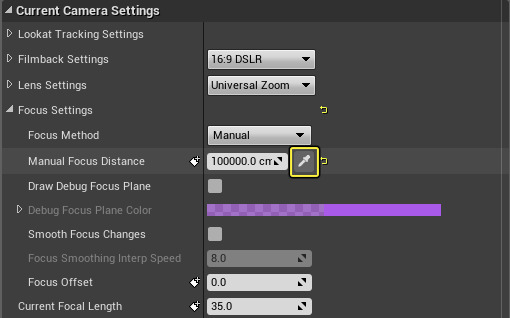 Current Camera Settings
Lookat Tracking Settings
Filmback Settings 16:9 DSLR
Lens Settings Universal Zoom
Focus Settings
Focus Method Manual
Manual Focus Distance 100000.0 cm
Draw Debug Focus Plane
Debug Focus Plane Color
Smooth Focus Changes
Focus Smoothing Interp Speed 8.0
Focus Offset 0.0
Current Focal Length 35.0